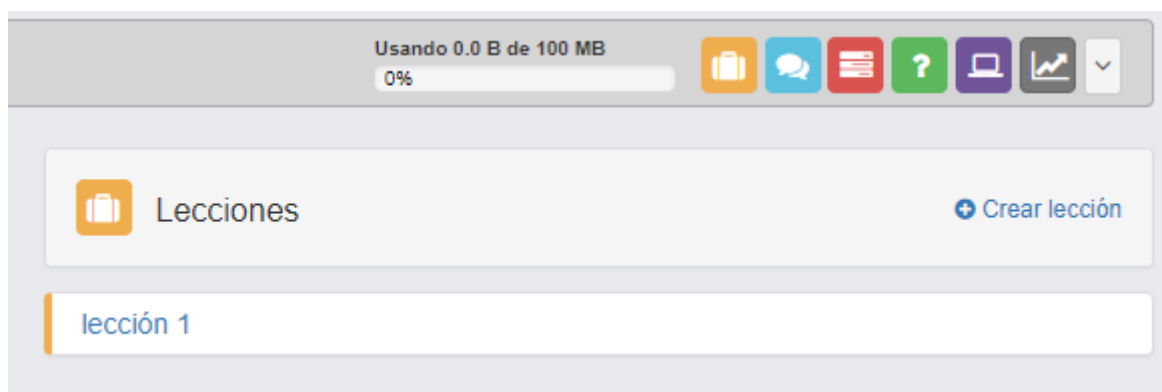 Usando 0.0 B de 100 MB
0%
?
Lecciones
Crear lección
lección 1